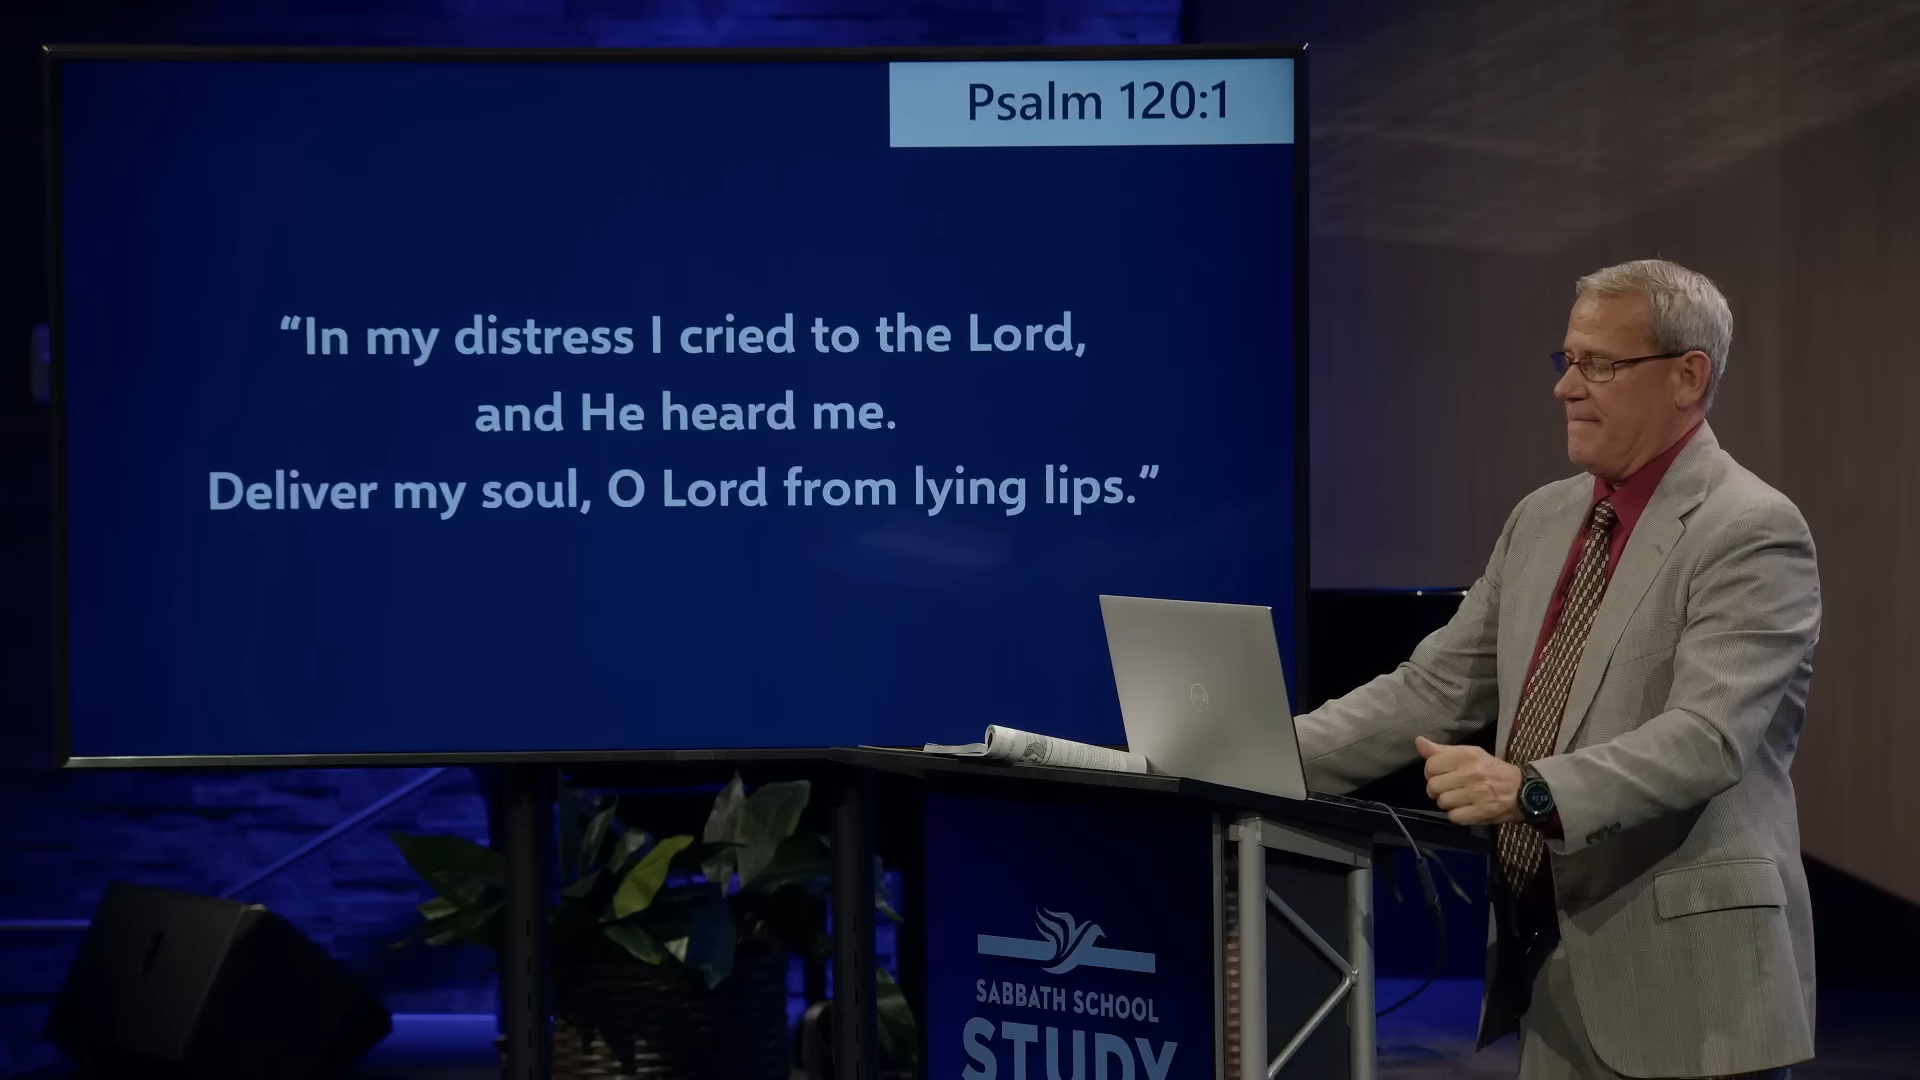 Psalm 120:1
“In my distress I cried to the Lord,
and He heard me.
Deliver my soul, O Lord from lying lips.”
SABBATH SCHOOL
STUDY